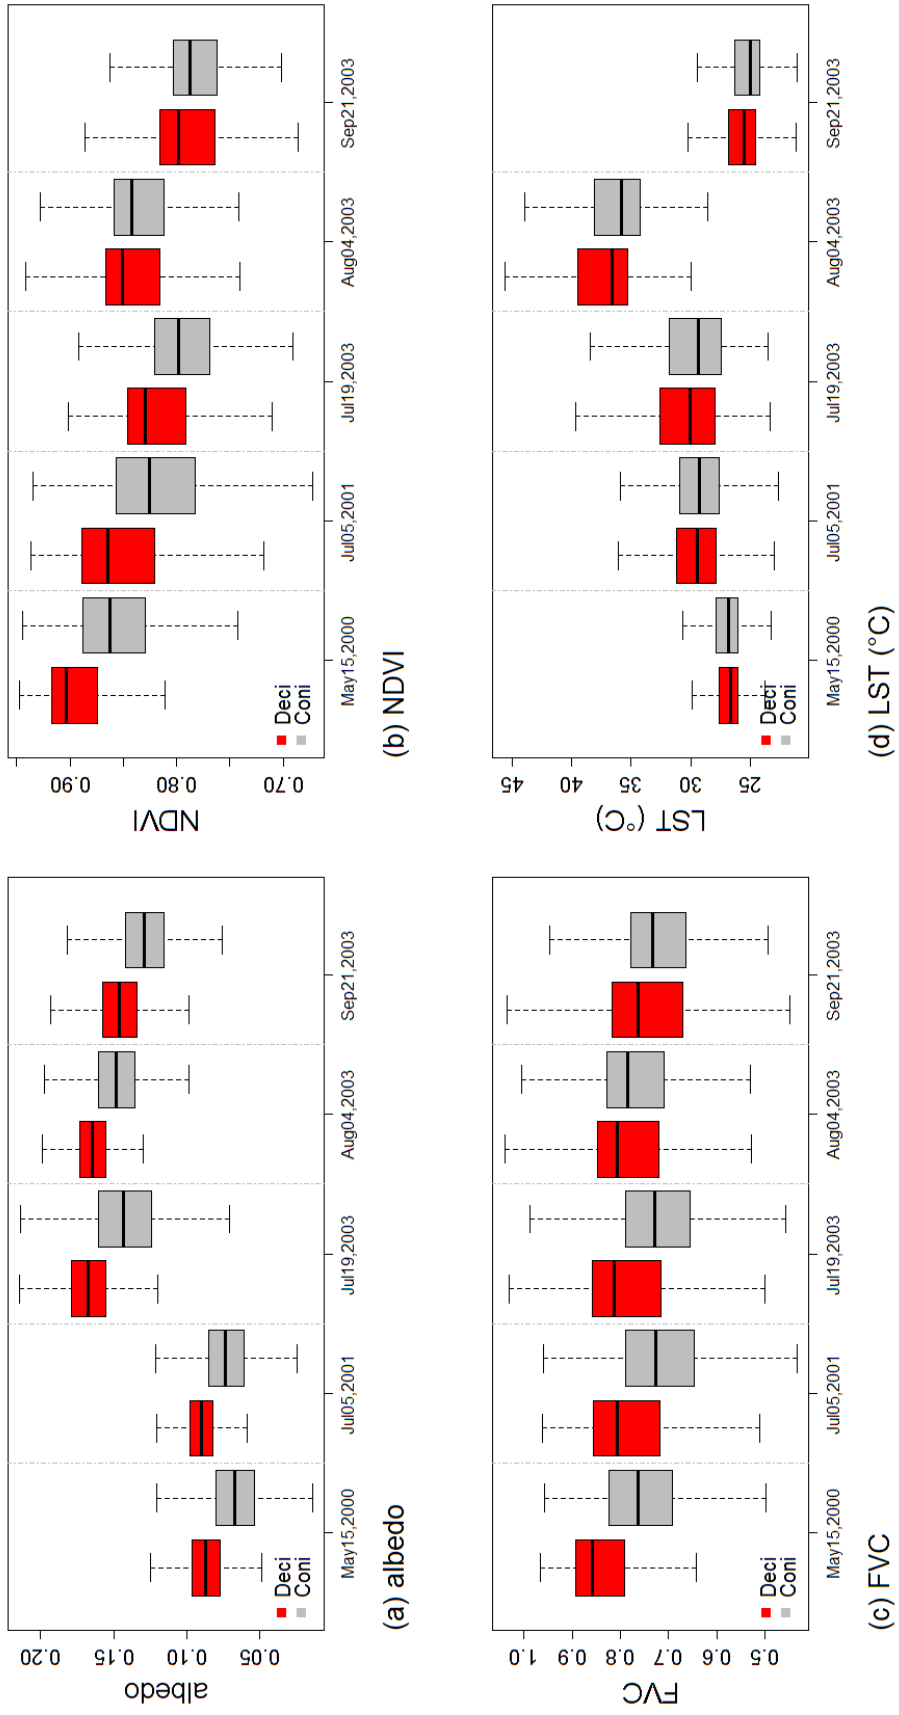 albedo
0.05 0.10 0.15 0.20
Deci
Coni
May15,2000 Jul05,2001 Jul19,2003 Aug04,2003 Sep21,2003
(a) albedo
NDVI
0.70 0.80 0.90
Deci
Coni
May15,2000 Jul05,2001 Jul19,2003 Aug04,2003 Sep21,2003
(b) NDVI
FVC
0.5 0.6 0.7 0.8 0.9 1.0
Deci
Coni
May15,2000 Jul05,2001 Jul19,2003 Aug04,2003 Sep21,2003
(c) FVC
LST (°C)
25 30 35 40 45
Deci
Coni
May15,2000 Jul05,2001 Jul19,2003 Aug04,2003 Sep21,2003
(d) LST (°C)